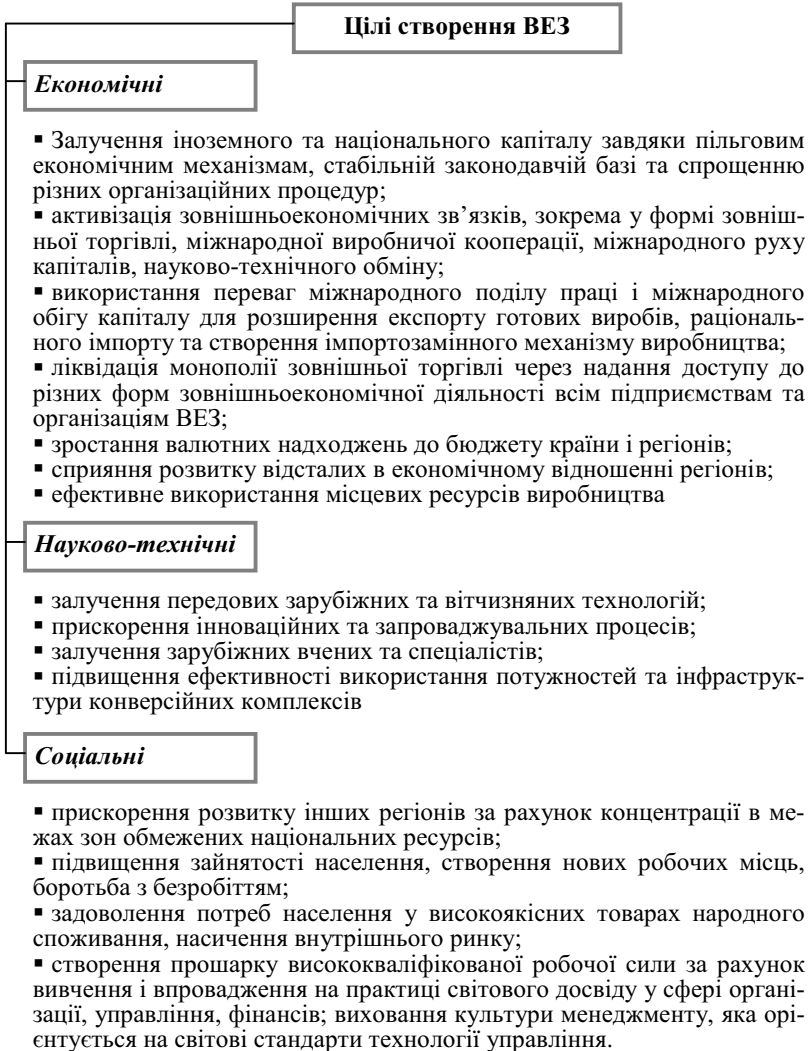 Цілі створення ВЕЗ
Економічні
▪ Залучення іноземного та національного капіталу завдяки пільговим
економічним механізмам, стабільній законодавчій базі та спрощенню
різних організаційних процедур;
▪ активізація зовнішньоекономічних зв’язків, зокрема у формі зовніш-
ньої торгівлі, міжнародної виробничої кооперації, міжнародного руху
капіталів, науково-технічного обміну;
▪ використання переваг міжнародного поділу праці і міжнародного
обігу капіталу для розширення експорту готових виробів, раціональ-
ного імпорту та створення імпортозамінного механізму виробництва;
▪ ліквідація монополії зовнішньої торгівлі через надання доступу до
різних форм зовнішньоекономічної діяльності всім підприємствам та
організаціям ВЕЗ;
▪ зростання валютних надходжень до бюджету країни і регіонів;
▪ сприяння розвитку відсталих в економічному відношенні регіонів;
▪ ефективне використання місцевих ресурсів виробництва
Науково-технічні
▪ залучення передових зарубіжних та вітчизняних технологій;
▪ прискорення інноваційних та запроваджувальних процесів;
▪ залучення зарубіжних вчених та спеціалістів;
▪ підвищення ефективності використання потужностей та інфраструк-
тури конверсійних комплексів
Соціальні
▪ прискорення розвитку інших регіонів за рахунок концентрації в ме-
жах зон обмежених національних ресурсів;
▪ підвищення зайнятості населення, створення нових робочих місць,
боротьба з безробіттям;
▪ задоволення потреб населення у високоякісних товарах народного
споживання, насичення внутрішнього ринку;
▪ створення прошарку висококваліфікованої робочої сили за рахунок
вивчення і впровадження на практиці світового досвіду у сфері органі-
зації, управління, фінансів; виховання культури менеджменту, яка орі-
єнтується на світові стандарти технології управління.